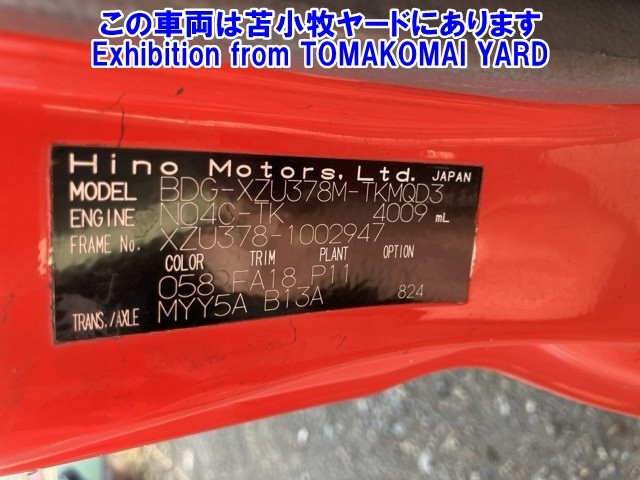 この車両は苫小牧ヤードにあります
Exhibition from TOMAKOMAI YARD
Hino Motors, Ltd. JAPAN
MODEL BDG-XZU378M-TKMQD3
ENGINE N04C-TK 4009 mL
FRAME No. XZU378-1002947
COLOR TRIM PLANT
058 FA18 P11
TRANS./AXLE MYY5A B13A 824